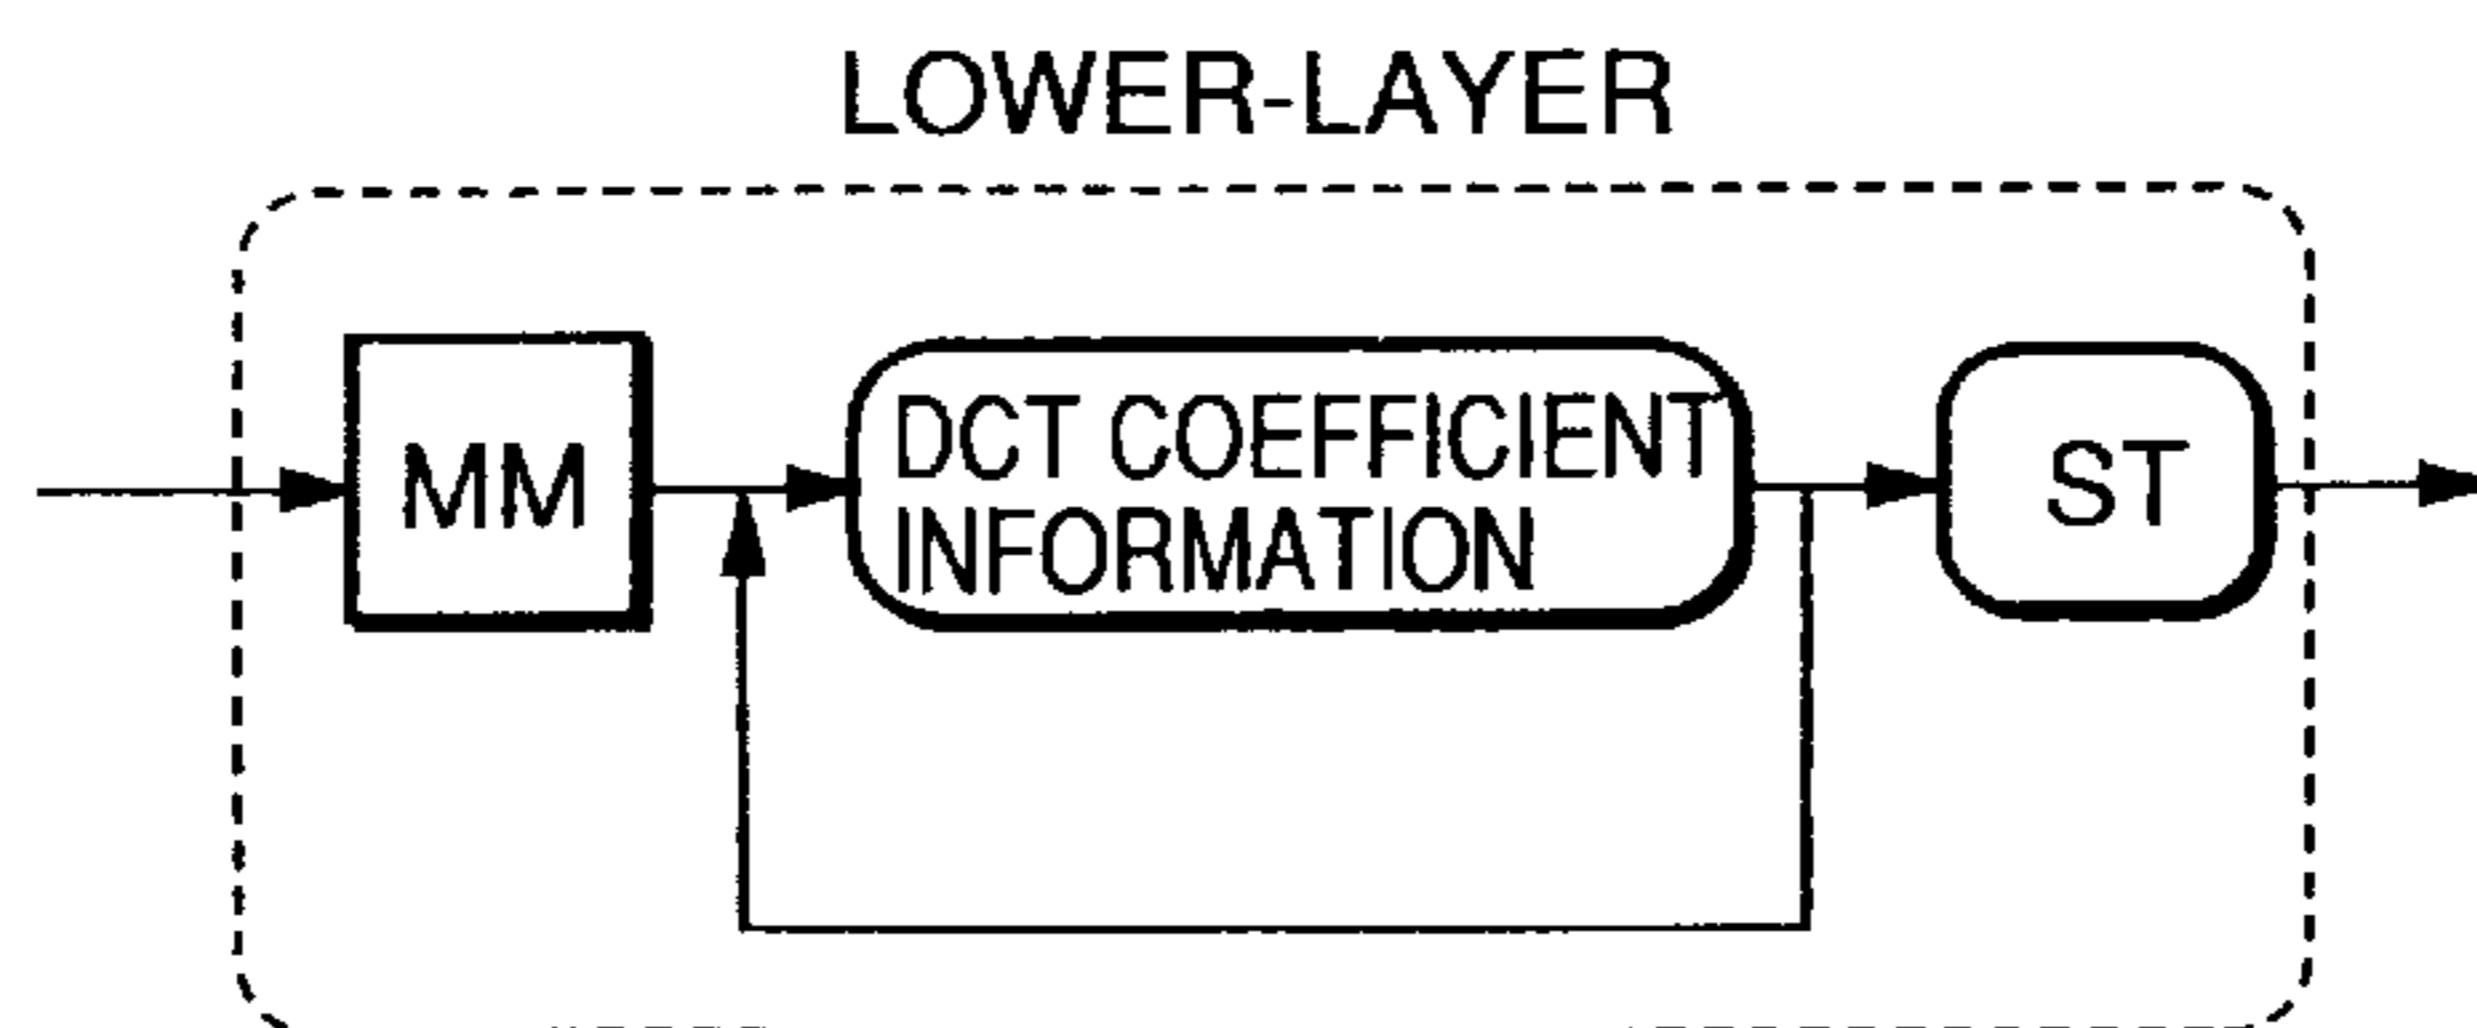 LOWER-LAYER
MM
DCT COEFFICIENT
INFORMATION
ST